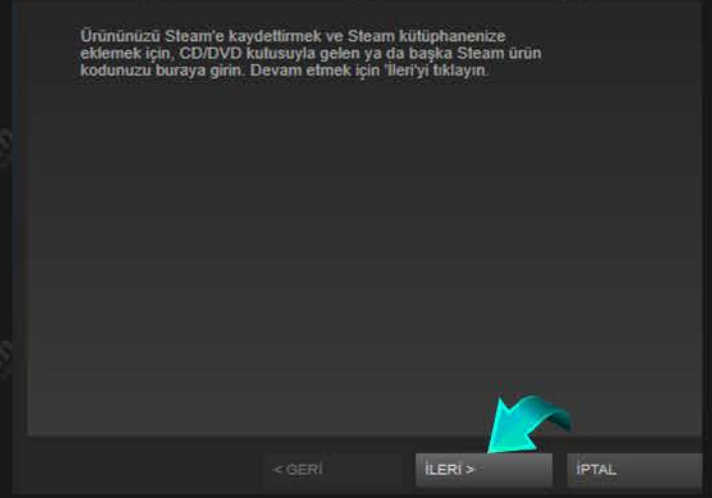 Ürününüzü Steam'e kaydettirmek ve Steam kütüphanenize
eklemek için, CD/DVD kutusuyla gelen ya da başka Steam ürün
kodunuzu buraya girin. Devam etmek için 'İleri'yi tıklayın.
< GERİ
İLERİ >
İPTAL